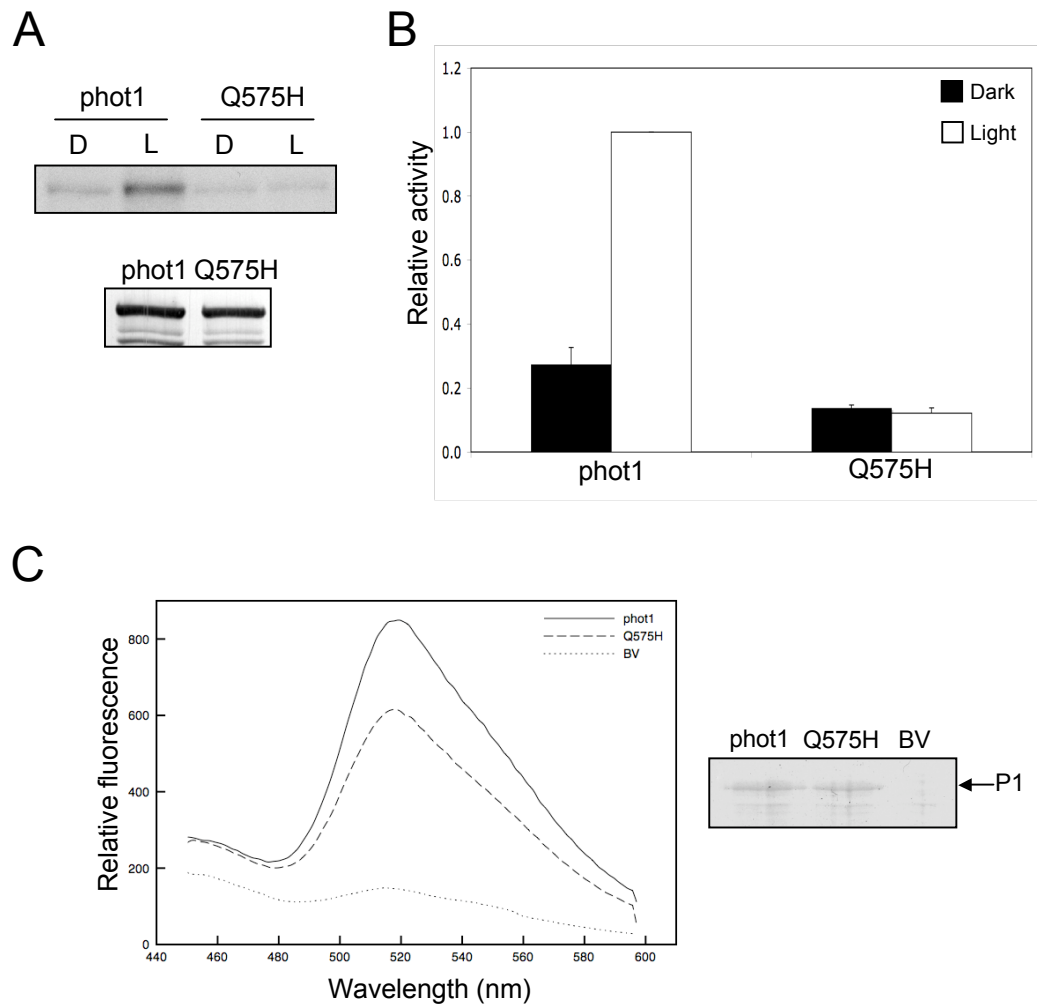 A
phot1 Q575H
D L D L
phot1 Q575H
B
1.2
1.0
0.8
0.6
0.4
0.2
0.0
Relative activity
Dark
Light
phot1 Q575H
C
800
600
400
200
0
Relative fluorescence
phot1
Q575H
BV
440 460 480 500 520 540 560 580 600
Wavelength (nm)
phot1 Q575H BV
P1